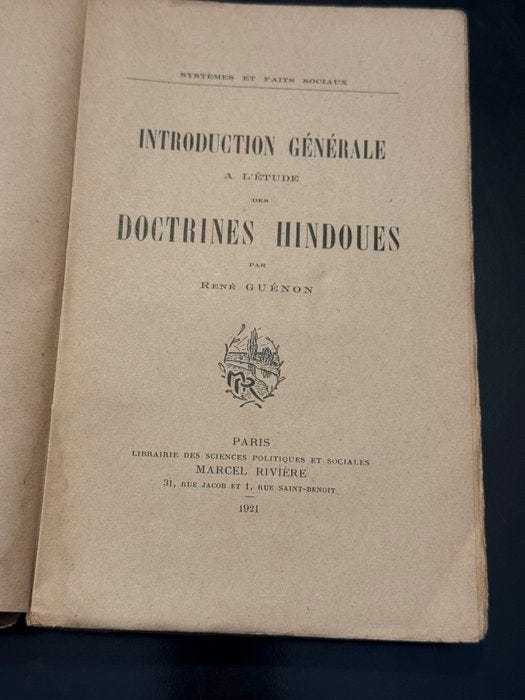 SYSTÈMES ET FAITS SOCIAUX
INTRODUCTION GÉNÉRALE
A L'ÉTUDE
DES
DOCTRINES HINDOUES
PAR
RENÉ GUÉNON
MR
PARIS
LIBRAIRIE DES SCIENCES POLITIQUES ET SOCIALES
MARCEL RIVIÈRE
31, RUE JACOB ET 1, RUE SAINT-BENOIT
1921